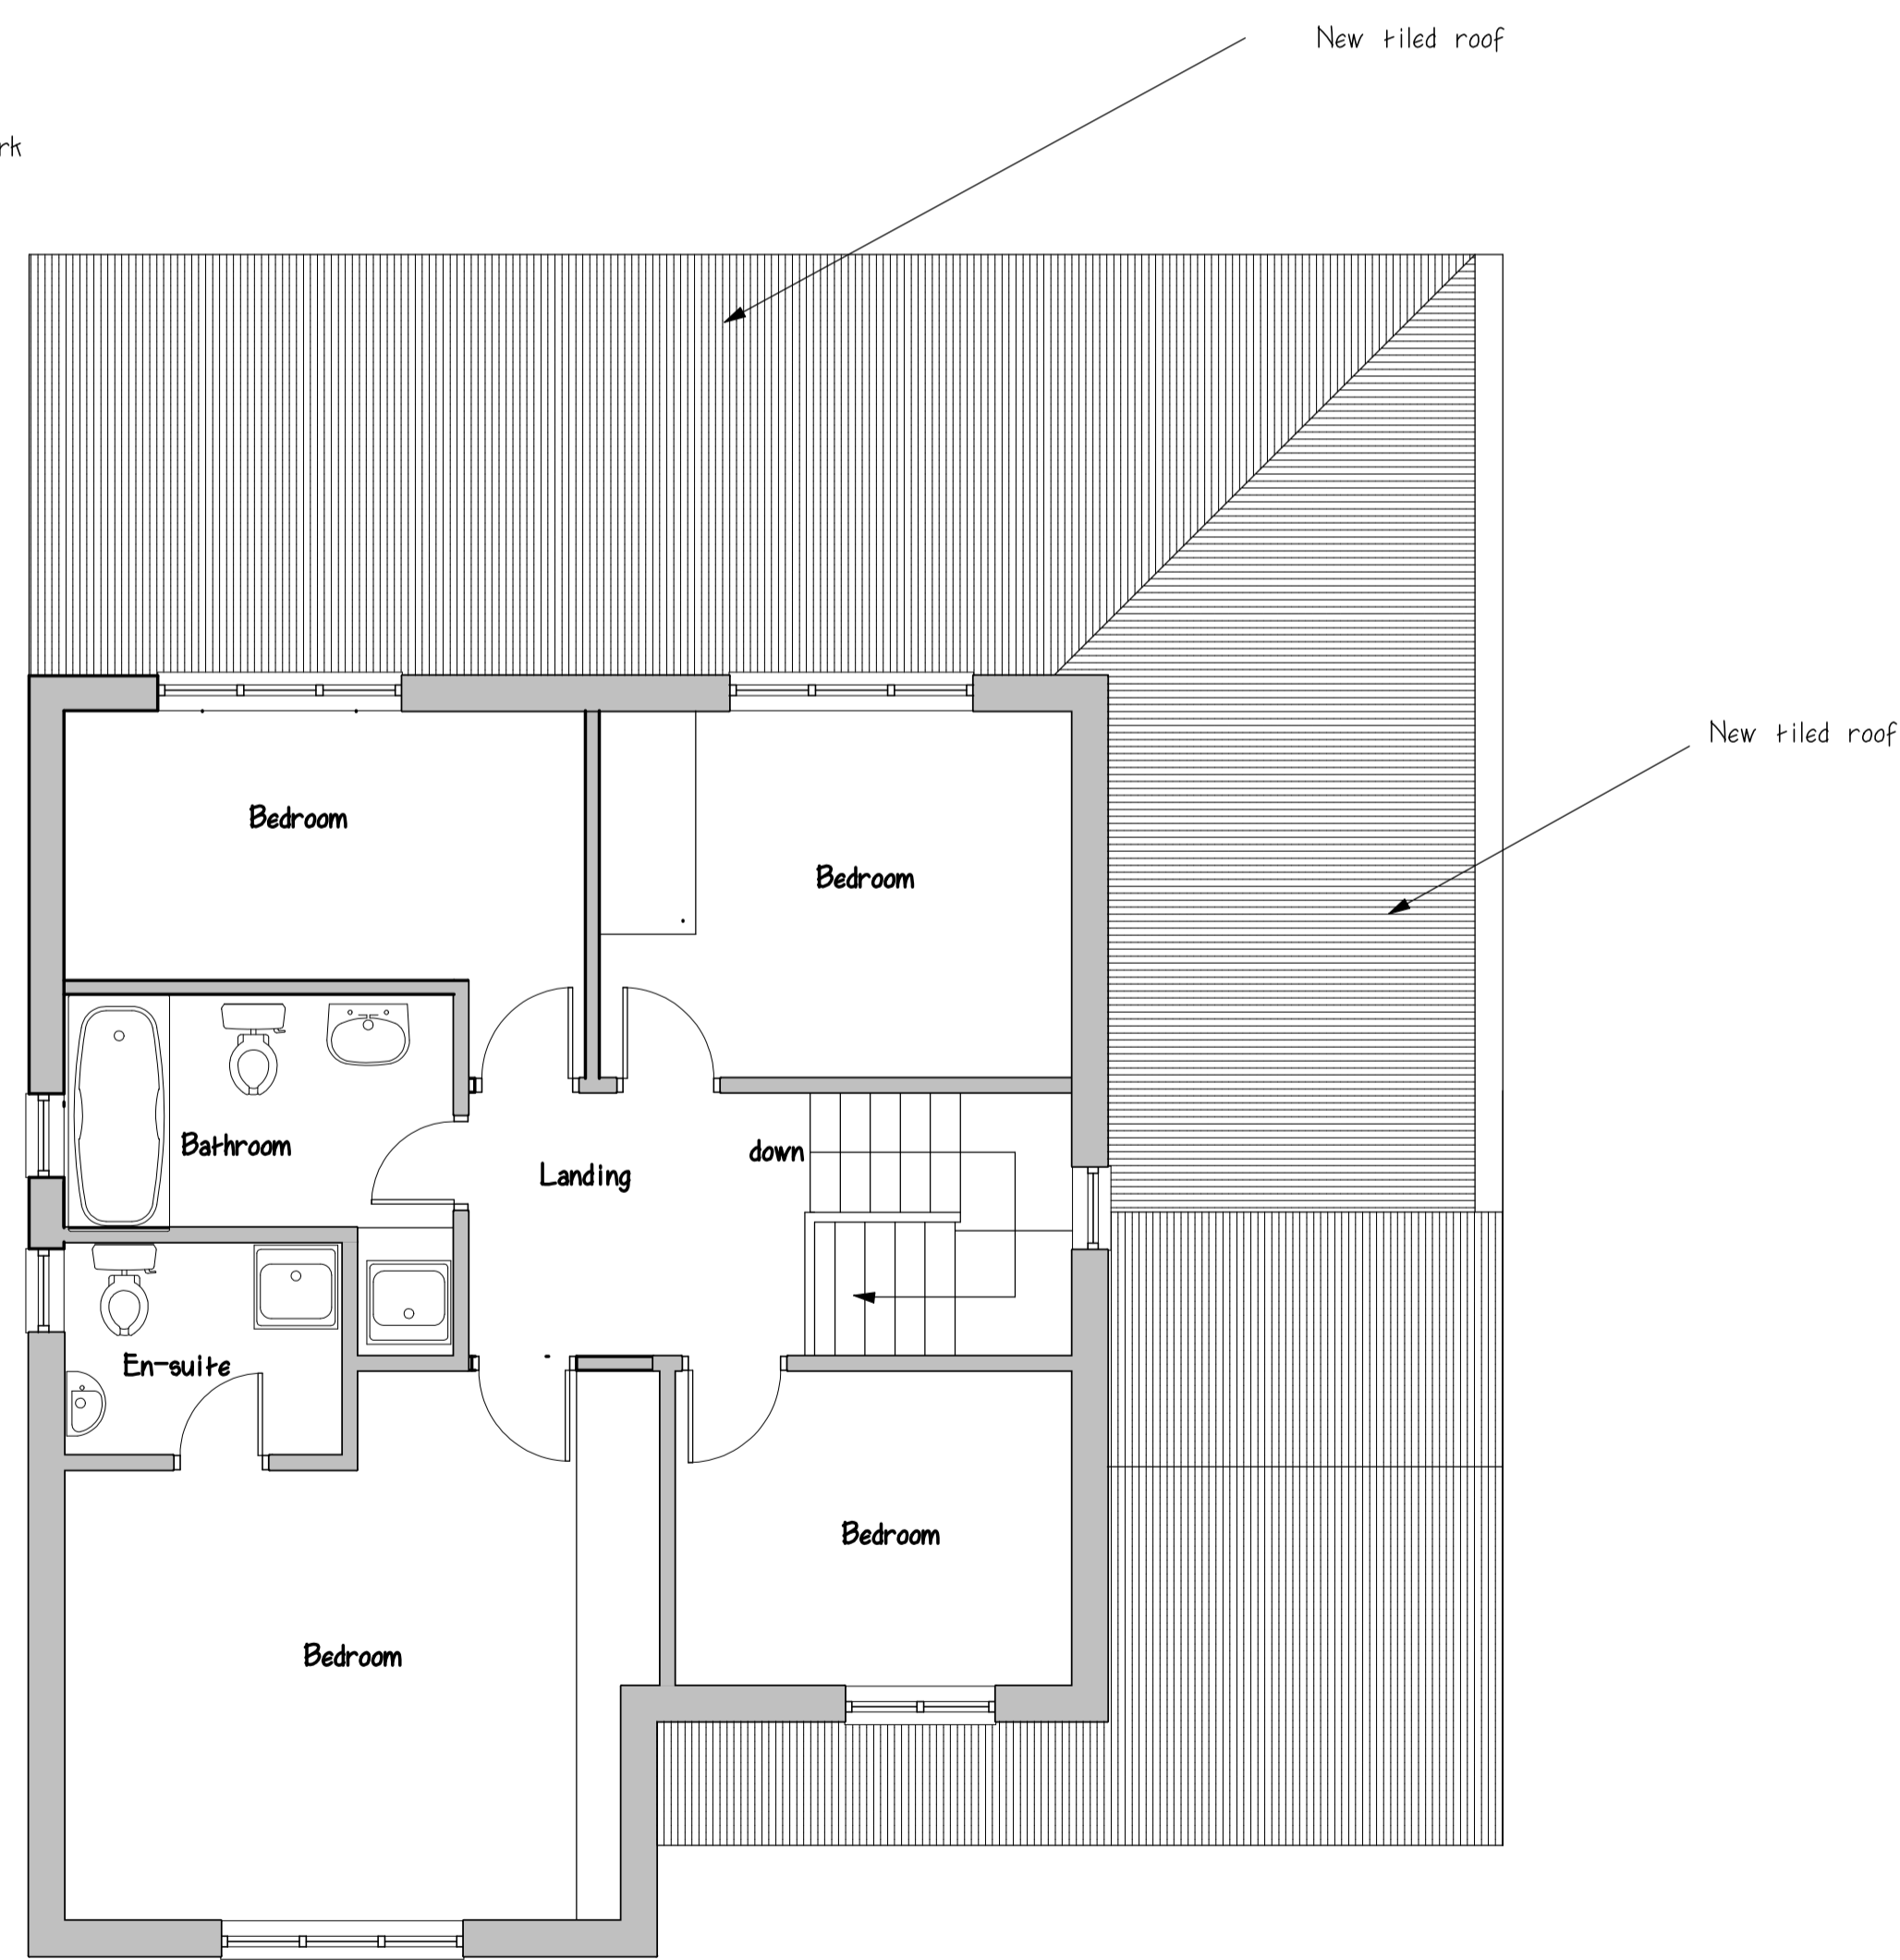 New tiled roof
rk
New tiled roof
Bedroom
Bedroom
Bathroom
down
Landing
En-suite
Bedroom
Bedroom